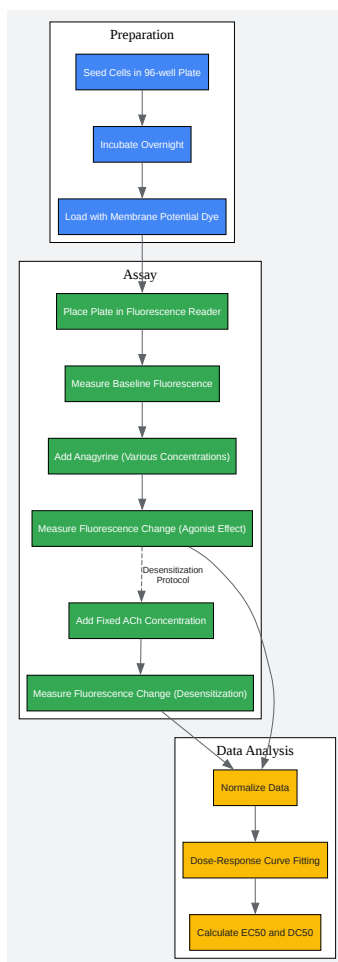 Preparation
Seed Cells in 96-well Plate
Incubate Overnight
Load with Membrane Potential Dye
Assay
Place Plate in Fluorescence Reader
Measure Baseline Fluorescence
Add Anagyrine (Various Concentrations)
Measure Fluorescence Change (Agonist Effect)
Desensitization
Protocol
Add Fixed ACh Concentration
Measure Fluorescence Change (Desensitization)
Data Analysis
Normalize Data
Dose-Response Curve Fitting
Calculate EC50 and DC50